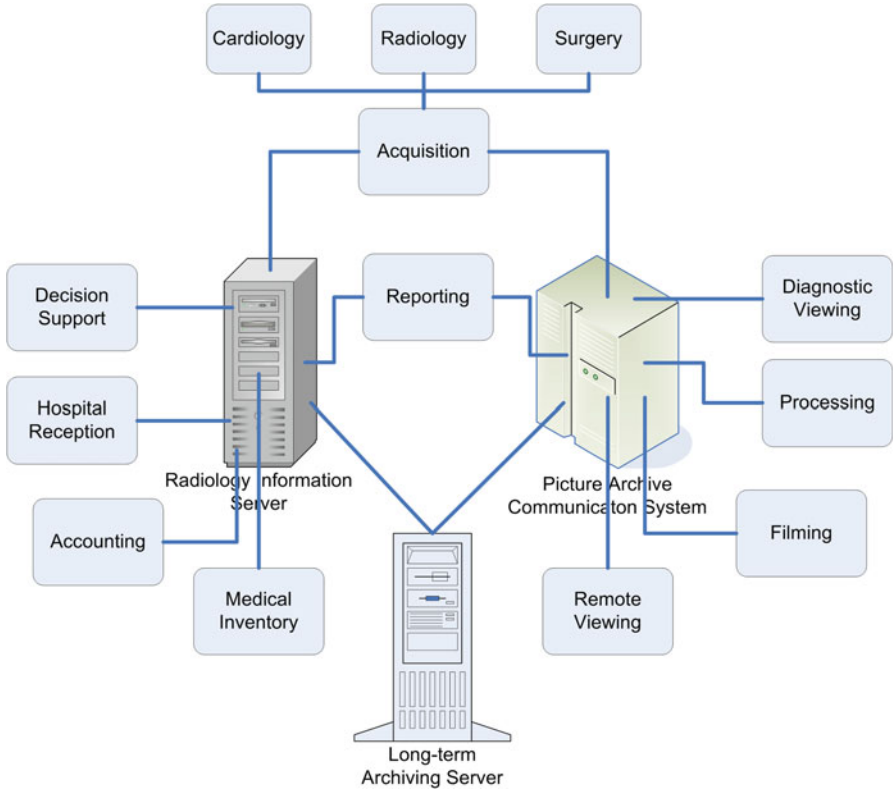 Cardiology
Radiology
Surgery
Acquisition
Decision
Support
Reporting
Diagnostic
Viewing
Hospital
Reception
Processing
Radiology Information
Server
Picture Archive
Communicaton System
Accounting
Filming
Medical
Inventory
Remote
Viewing
Long-term
Archiving Server